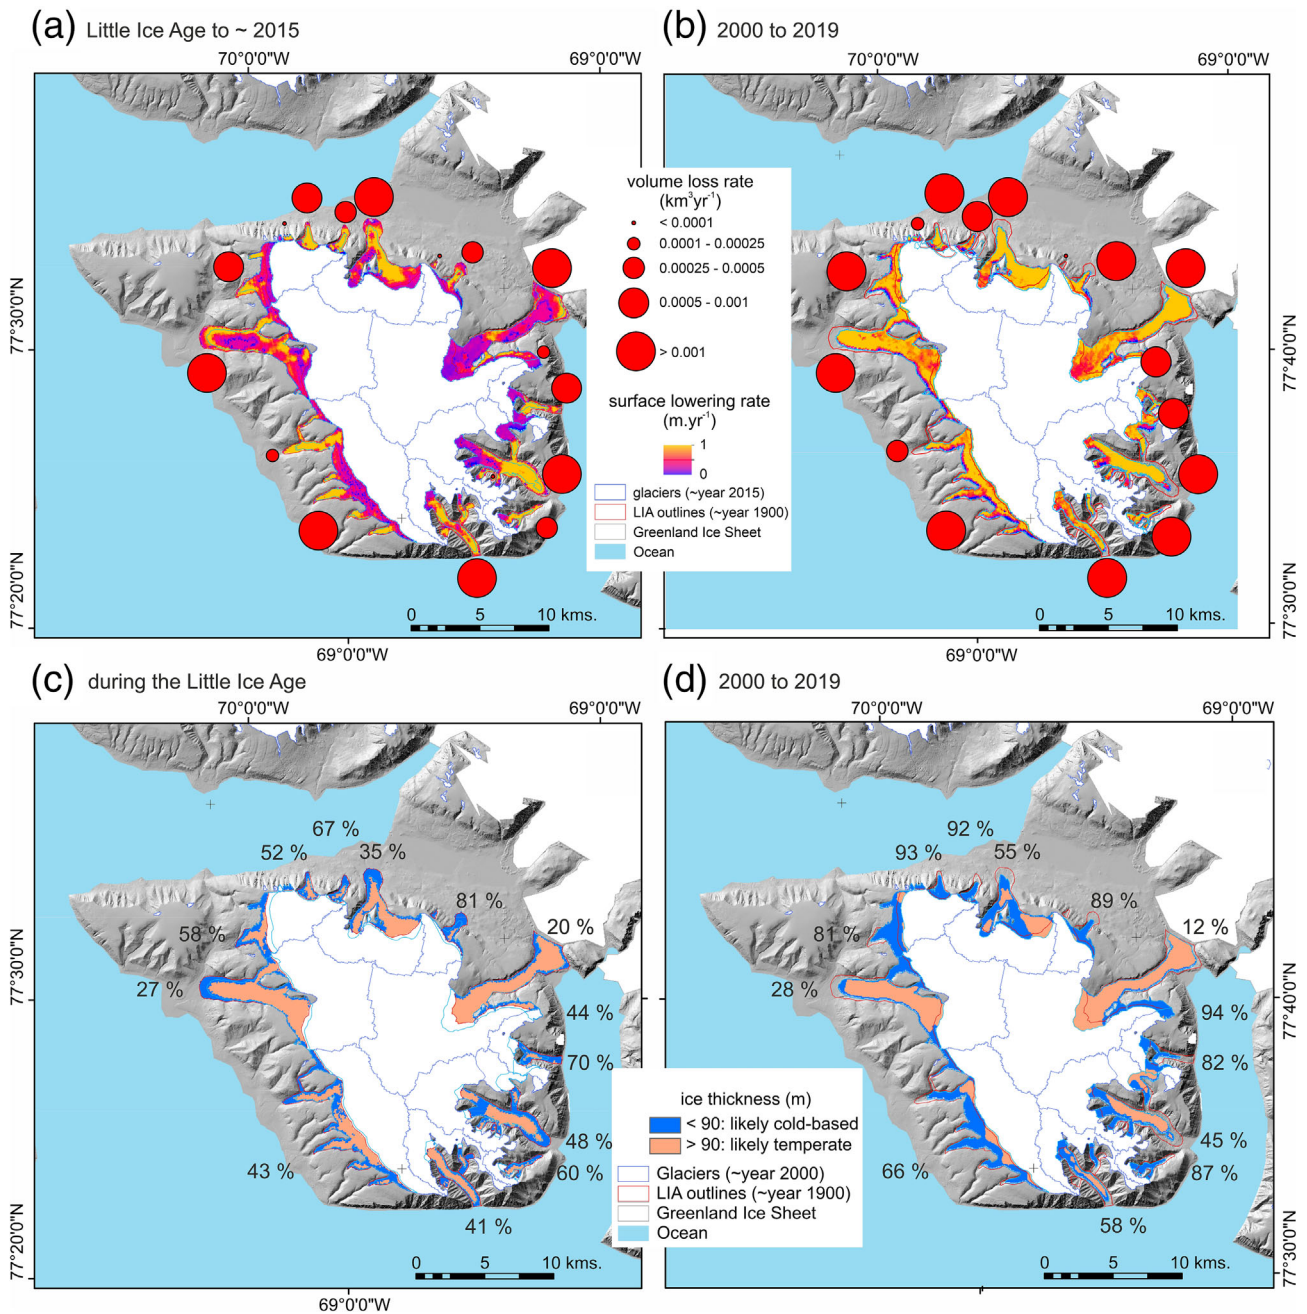 (a) Little Ice Age to ~ 2015
70°0'0"W
69°0'0"W
77°30'0"N
77°20'0"N
69°0'0"W
0 5 10 kms.
(b) 2000 to 2019
70°0'0"W
69°0'0"W
77°40'0"N
77°30'0"N
69°0'0"W
0 5 10 kms.
volume loss rate
(km³yr⁻¹)
< 0.0001
0.0001 - 0.00025
0.00025 - 0.0005
0.0005 - 0.001
> 0.001
surface lowering rate
(m.yr⁻¹)
1
0
glaciers (~year 2015)
LIA outlines (~year 1900)
Greenland Ice Sheet
Ocean
(c) during the Little Ice Age
70°0'0"W
69°0'0"W
67 %
52 %
35 %
81 %
20 %
58 %
27 %
44 %
70 %
48 %
43 %
60 %
41 %
77°30'0"N
77°20'0"N
0 5 10 kms.
69°0'0"W
(d) 2000 to 2019
70°0'0"W
69°0'0"W
92 %
93 %
55 %
89 %
12 %
81 %
28 %
94 %
82 %
45 %
66 %
87 %
58 %
77°40'0"N
77°30'0"N
0 5 10 kms.
ice thickness (m)
< 90: likely cold-based
> 90: likely temperate
Glaciers (~year 2000)
LIA outlines (~year 1900)
Greenland Ice Sheet
Ocean